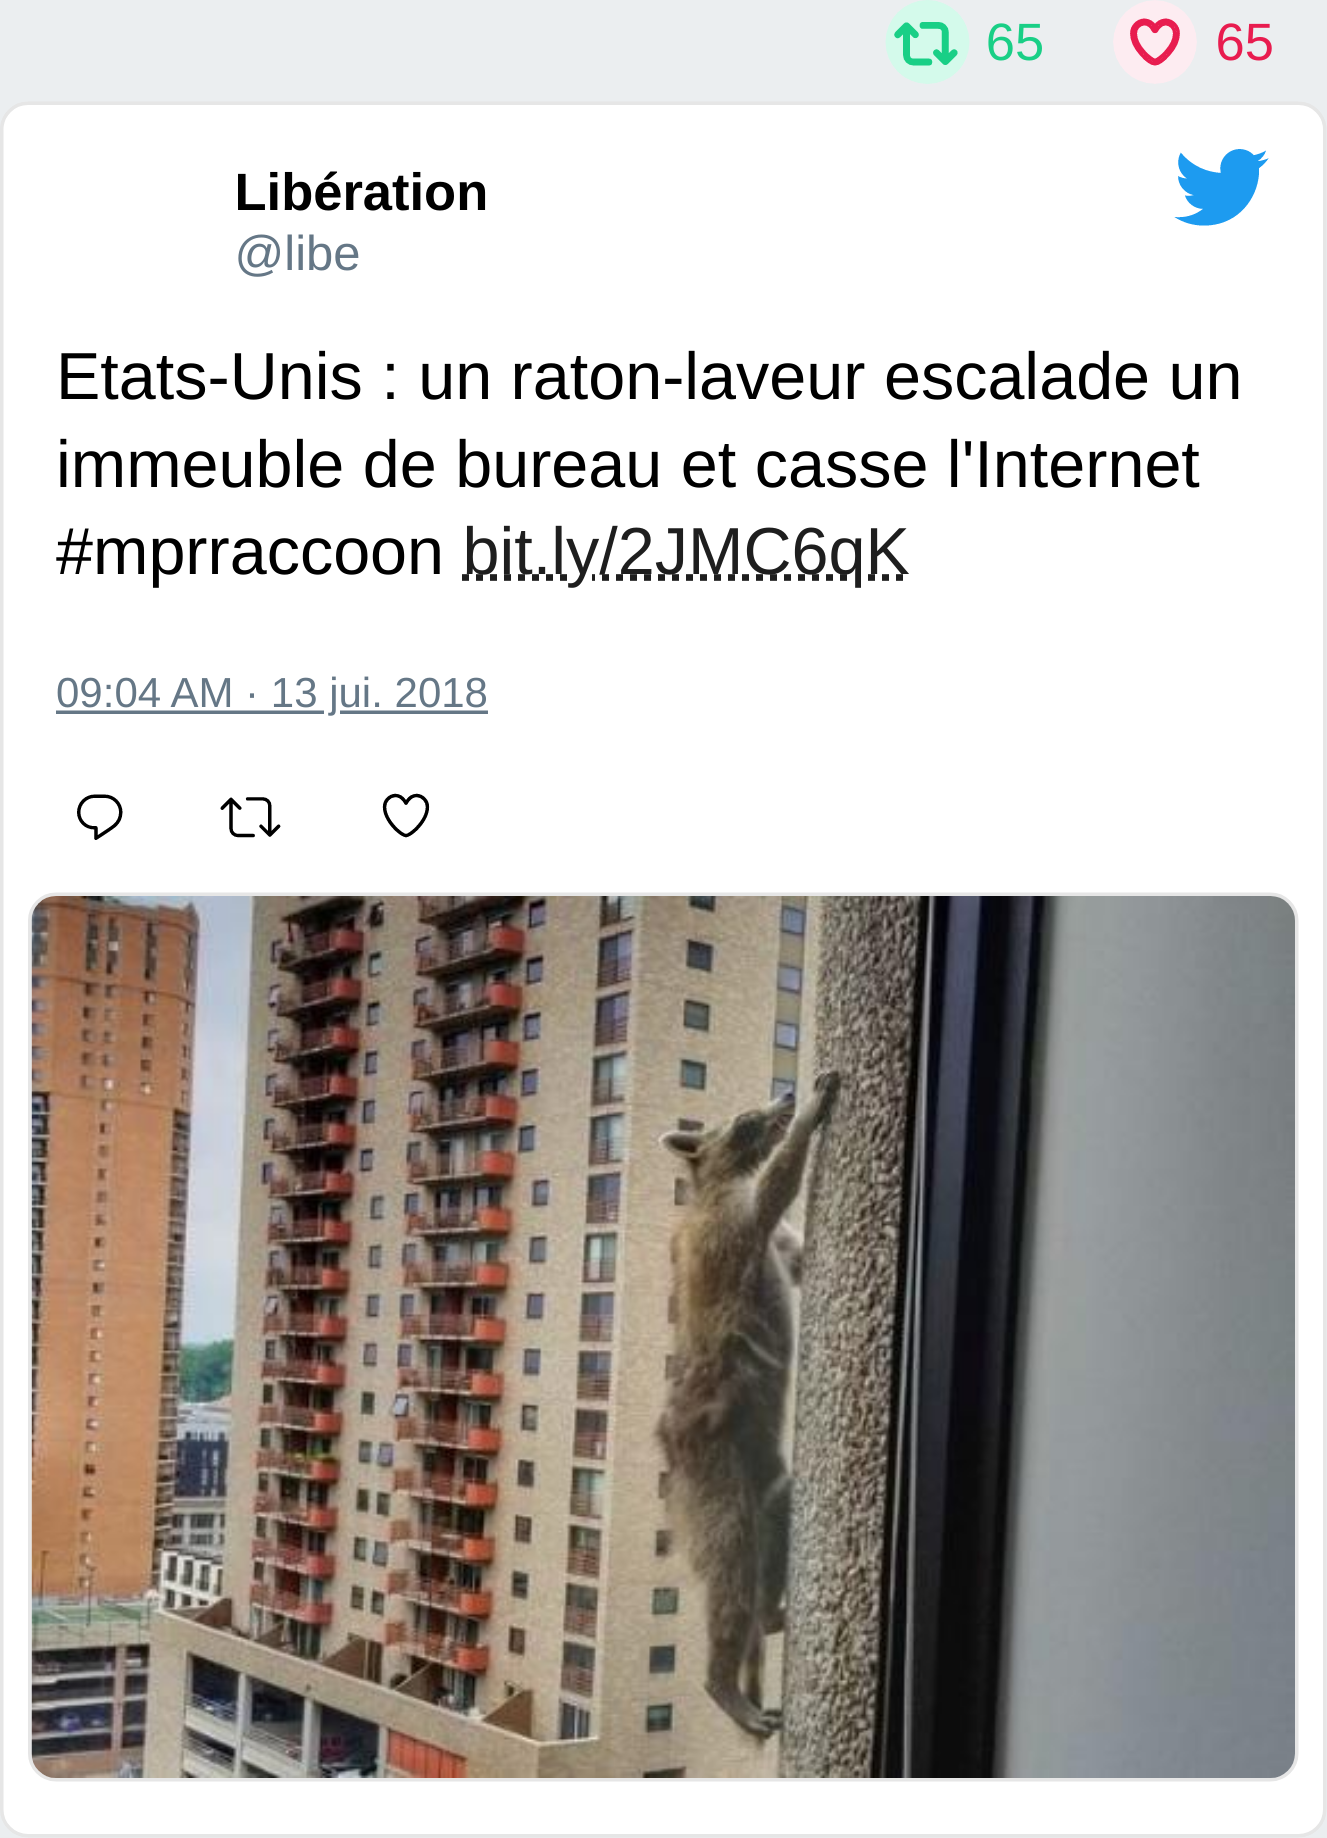 65 65
Libération
@libe
Etats-Unis : un raton-laveur escalade un
immeuble de bureau et casse l'Internet
#mprraccoon bit.ly/2JMC6qK
09:04 AM · 13 jui. 2018